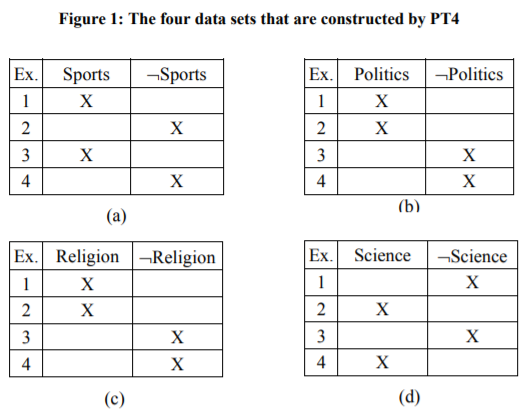 Figure 1: The four data sets that are constructed by PT4
Ex. Sports ¬Sports
1 X
2 X
3 X
4 X
(a)
Ex. Politics ¬Politics
1 X
2 X
3 X
4 X
(b)
Ex. Religion ¬Religion
1 X
2 X
3 X
4 X
(c)
Ex. Science ¬Science
1 X
2 X
3 X
4 X
(d)